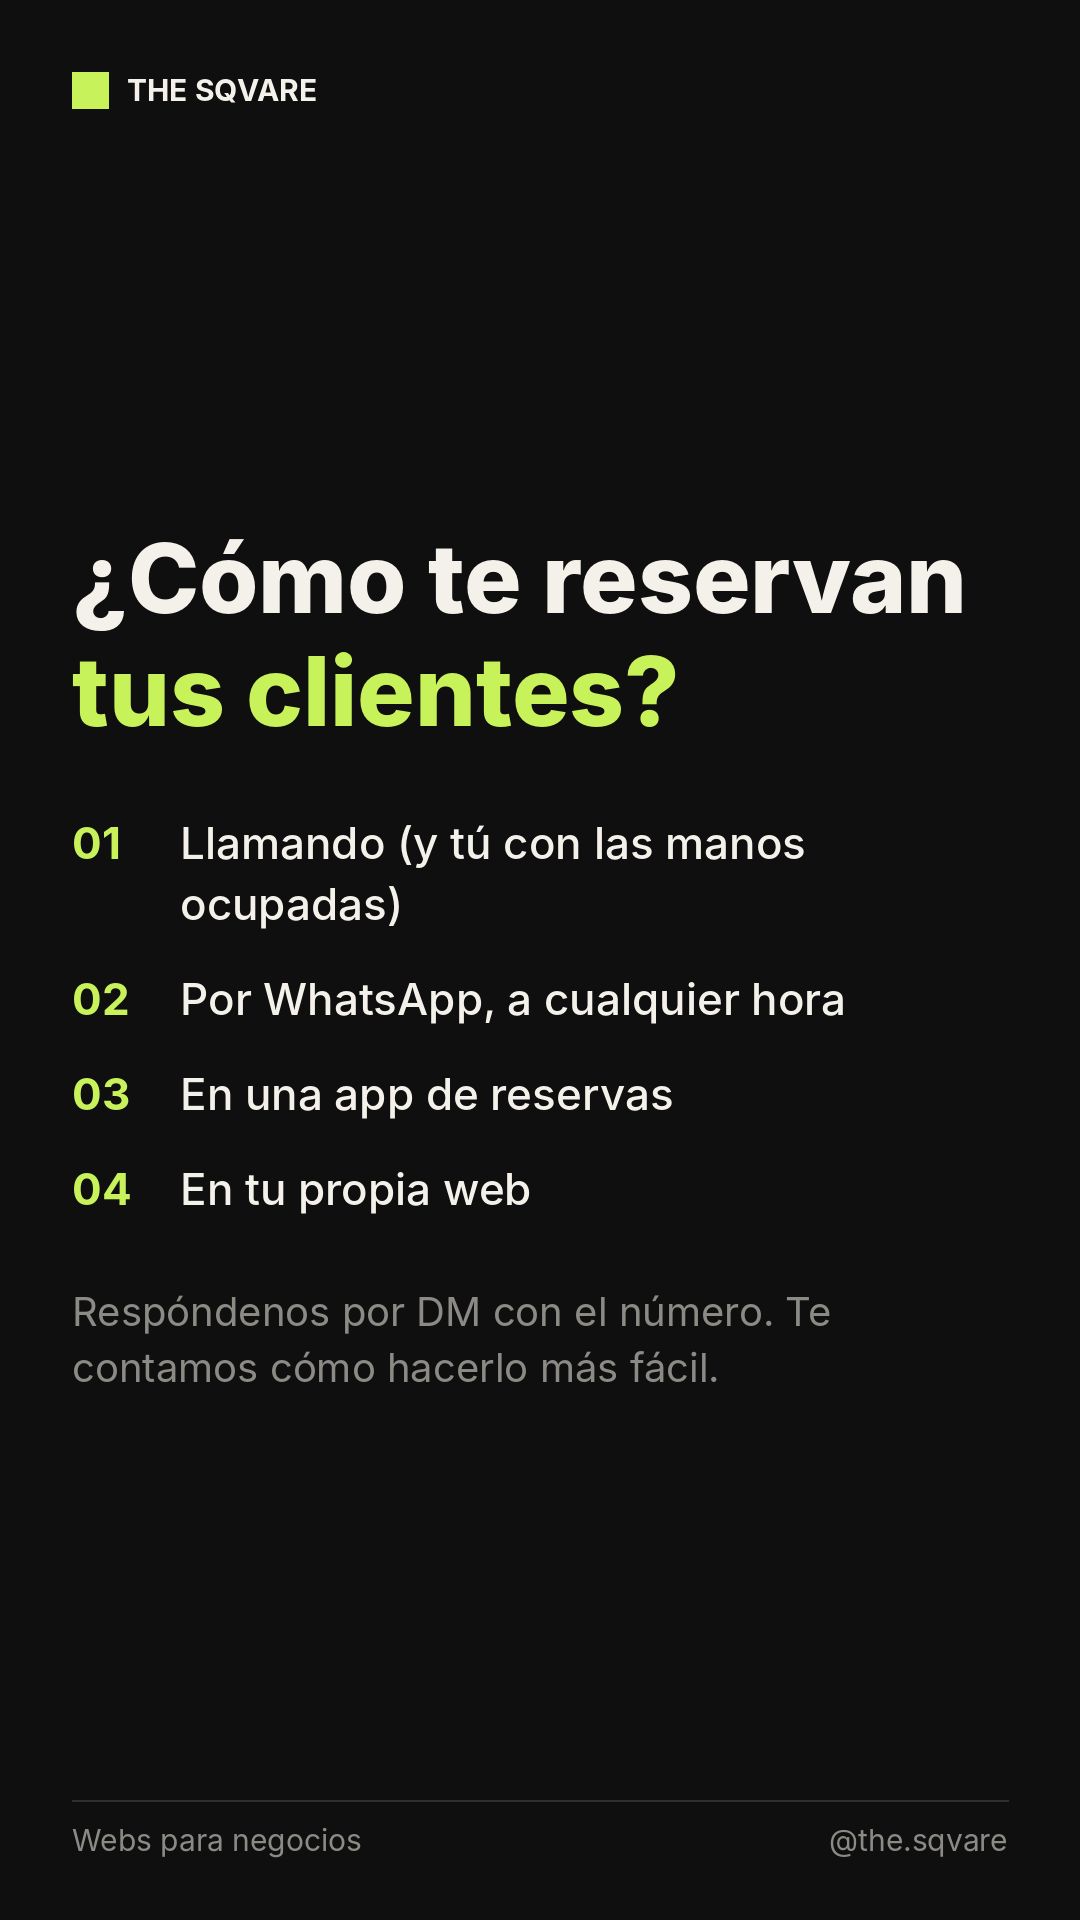 THE SQVARE
¿Cómo te reservan
tus clientes?
01 Llamando (y tú con las manos
ocupadas)
02 Por WhatsApp, a cualquier hora
03 En una app de reservas
04 En tu propia web
Respóndenos por DM con el número. Te
contamos cómo hacerlo más fácil.
Webs para negocios @the.sqvare